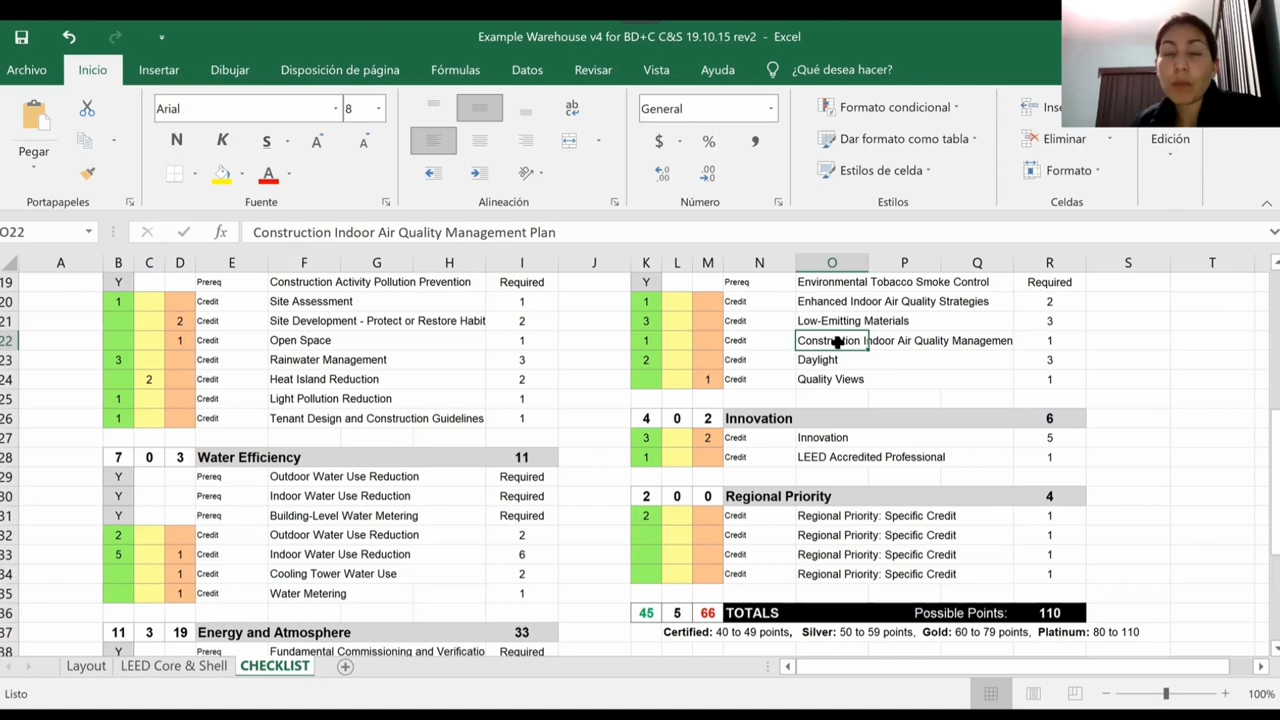 Example Warehouse v4 for BD+C C&S 19.10.15 rev2 - Excel
Archivo Inicio Insertar Dibujar Disposición de página Fórmulas Datos Revisar Vista Ayuda ¿Qué desea hacer?
Pegar
Portapapeles
Arial 8
N K S A A
Fuente
ab
Alineación
General
$ % ,
Número
Formato condicional
Dar formato como tabla
Estilos de celda
Estilos
Inse
Eliminar
Formato
Celdas
Edición
O22 fx Construction Indoor Air Quality Management Plan
A B C D E F G H I J K L M N O P Q R S T
19 Y Prereq Construction Activity Pollution Prevention Required Y Prereq Environmental Tobacco Smoke Control Required
20 1 Credit Site Assessment 1 1 Credit Enhanced Indoor Air Quality Strategies 2
21 2 Credit Site Development - Protect or Restore Habit 2 3 Credit Low-Emitting Materials 3
22 1 Credit Open Space 1 1 Credit Construction Indoor Air Quality Managemen 1
23 3 Credit Rainwater Management 3 2 Credit Daylight 3
24 2 Credit Heat Island Reduction 2 1 Credit Quality Views 1
25 1 Credit Light Pollution Reduction 1
26 1 Credit Tenant Design and Construction Guidelines 1 4 0 2 Innovation 6
27 3 2 Credit Innovation 5
28 7 0 3 Water Efficiency 11 1 Credit LEED Accredited Professional 1
29 Y Prereq Outdoor Water Use Reduction Required
30 Y Prereq Indoor Water Use Reduction Required 2 0 0 Regional Priority 4
31 Y Prereq Building-Level Water Metering Required 2 Credit Regional Priority: Specific Credit 1
32 2 Credit Outdoor Water Use Reduction 2 Credit Regional Priority: Specific Credit 1
33 5 1 Credit Indoor Water Use Reduction 6 Credit Regional Priority: Specific Credit 1
34 1 Credit Cooling Tower Water Use 2 Credit Regional Priority: Specific Credit 1
35 1 Credit Water Metering 1
36 45 5 66 TOTALS Possible Points: 110
37 11 3 19 Energy and Atmosphere 33 Certified: 40 to 49 points, Silver: 50 to 59 points, Gold: 60 to 79 points, Platinum: 80 to 110
38 Y Prereq Fundamental Commissioning and Verificatio Required
Layout LEED Core & Shell CHECKLIST
Listo 100%